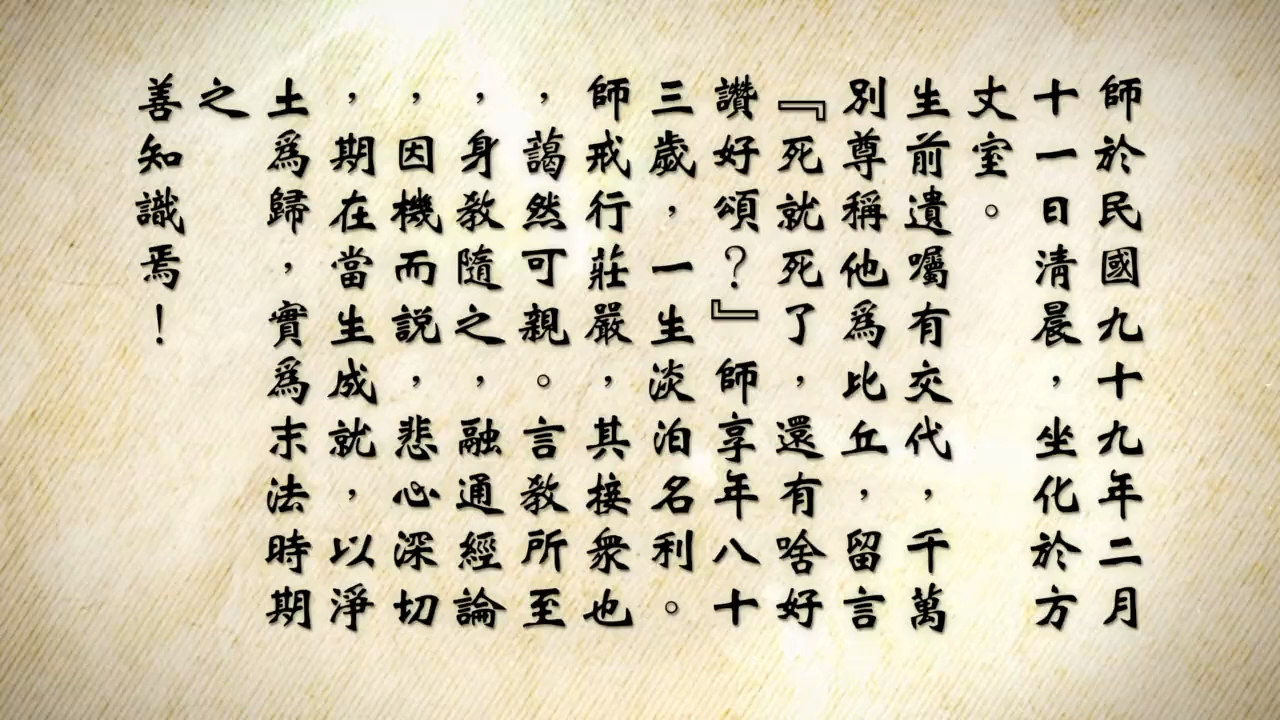 師於民國九十九年二月
十一日清晨，坐化於方
丈室。
生前遺囑有交代，千萬
別尊稱他爲比丘，留言
『死就死了，還有啥好
讚好頌？』師享年八十
三歲，一生淡泊名利。
師戒行莊嚴，其接衆也
，藹然可親。言教所至
，身教隨之，融通經論
，因機而説，悲心深切
，期在當生成就，以淨
土爲歸，實爲末法時期
之
善知識焉！